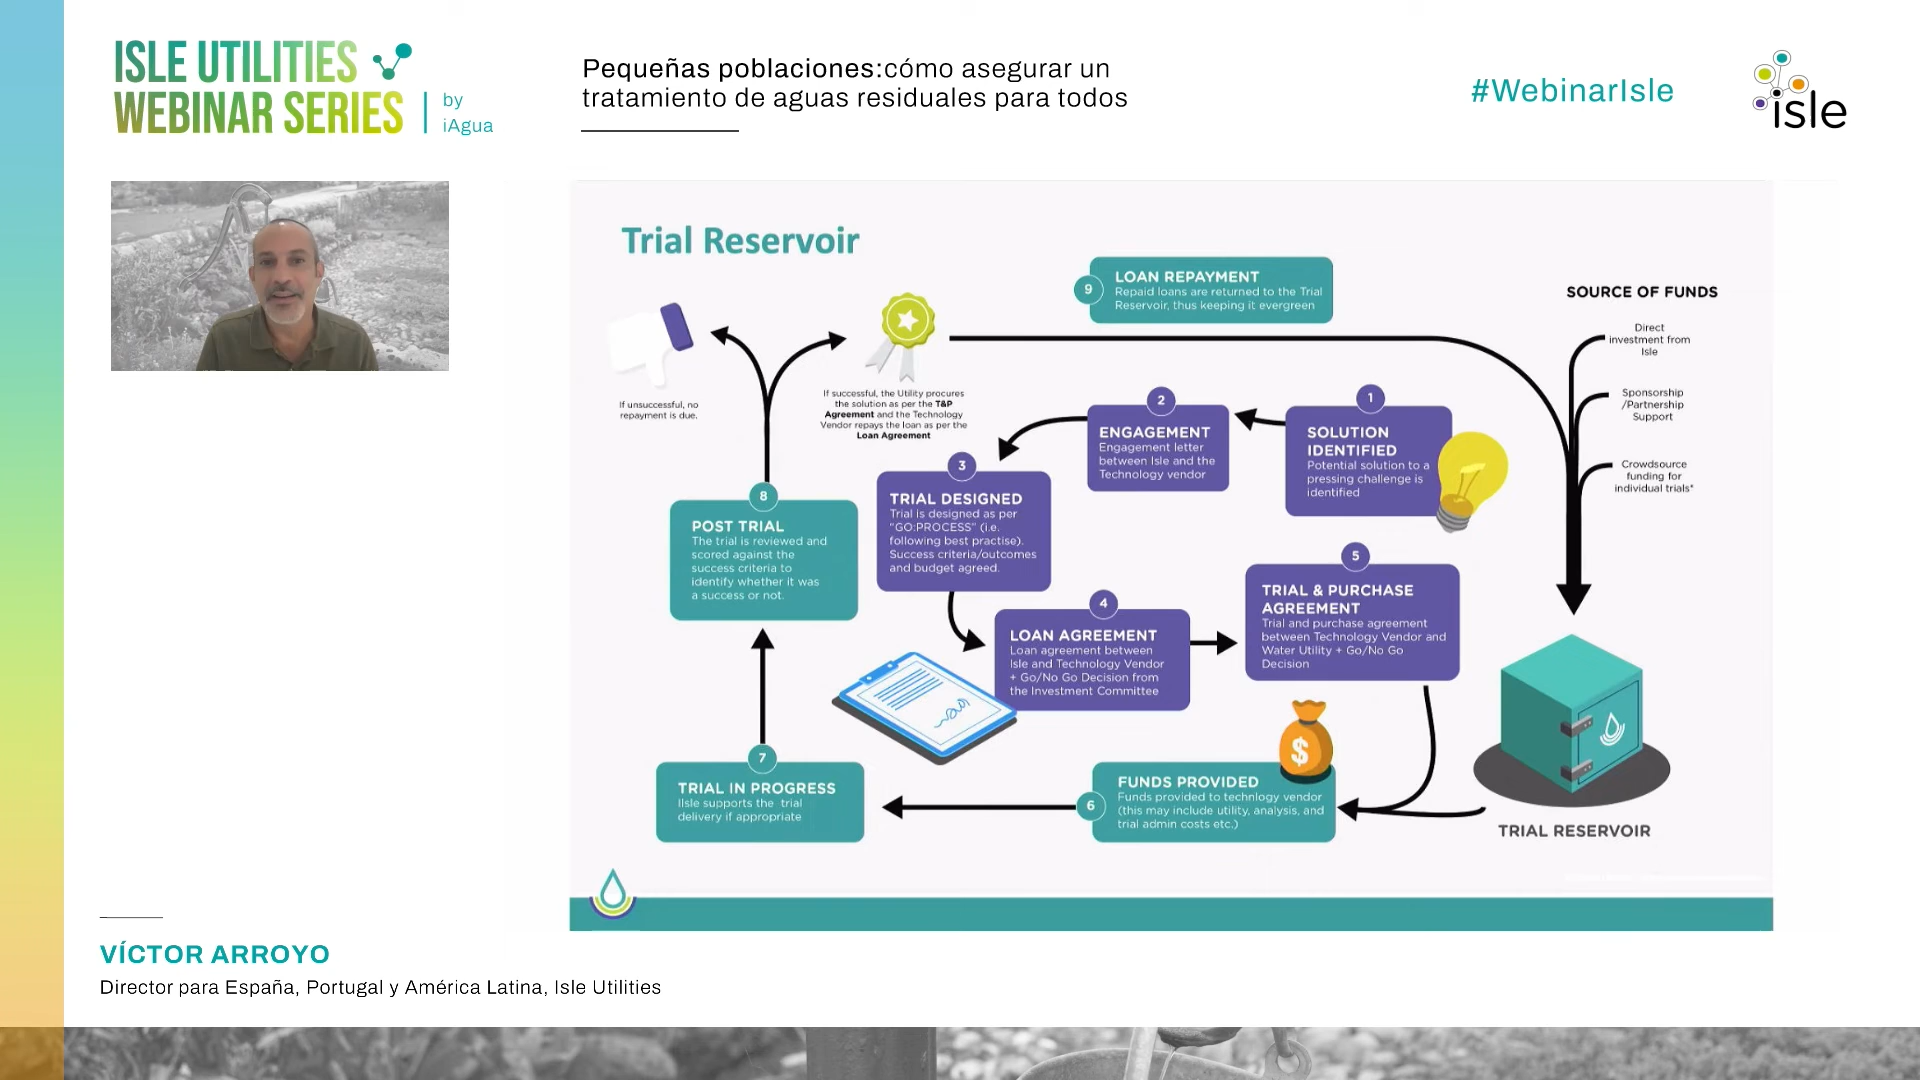 ISLE UTILITIES
WEBINAR SERIES
by
iAgua
Pequeñas poblaciones:cómo asegurar un
tratamiento de aguas residuales para todos
#WebinarIsle
isle
Trial Reservoir
9
LOAN REPAYMENT
Repaid loans are returned to the Trial
Reservoir, thus keeping it evergreen
SOURCE OF FUNDS
Direct
investment from
Isle
Sponsorship
/Partnership
Support
Crowdsource
funding for
individual trials*
If unsuccessful, no
repayment is due.
If successful, the Utility procures
the solution as per the T&P
Agreement and the Technology
Vendor repays the loan as per the
Loan Agreement
1
SOLUTION
IDENTIFIED
Potential solution to a
pressing challenge is
identified
2
ENGAGEMENT
Engagement letter
between Isle and the
Technology vendor
3
TRIAL DESIGNED
Trial is designed as per
"GO:PROCESS" (i.e.
following best practise).
Success criteria/outcomes
and budget agreed.
4
LOAN AGREEMENT
Loan agreement between
Isle and Technology Vendor
+ Go/No Go Decision from
the Investment Committee
5
TRIAL & PURCHASE
AGREEMENT
Trial and purchase agreement
between Technology Vendor and
Water Utility + Go/No Go
Decision
$
6
FUNDS PROVIDED
Funds provided to technlogy vendor
(this may include utility, analysis, and
trial admin costs etc.)
7
TRIAL IN PROGRESS
Ilsle supports the trial
delivery if appropriate
8
POST TRIAL
The trial is reviewed and
scored against the
success criteria to
identify whether it was
a success or not.
TRIAL RESERVOIR
VÍCTOR ARROYO
Director para España, Portugal y América Latina, Isle Utilities